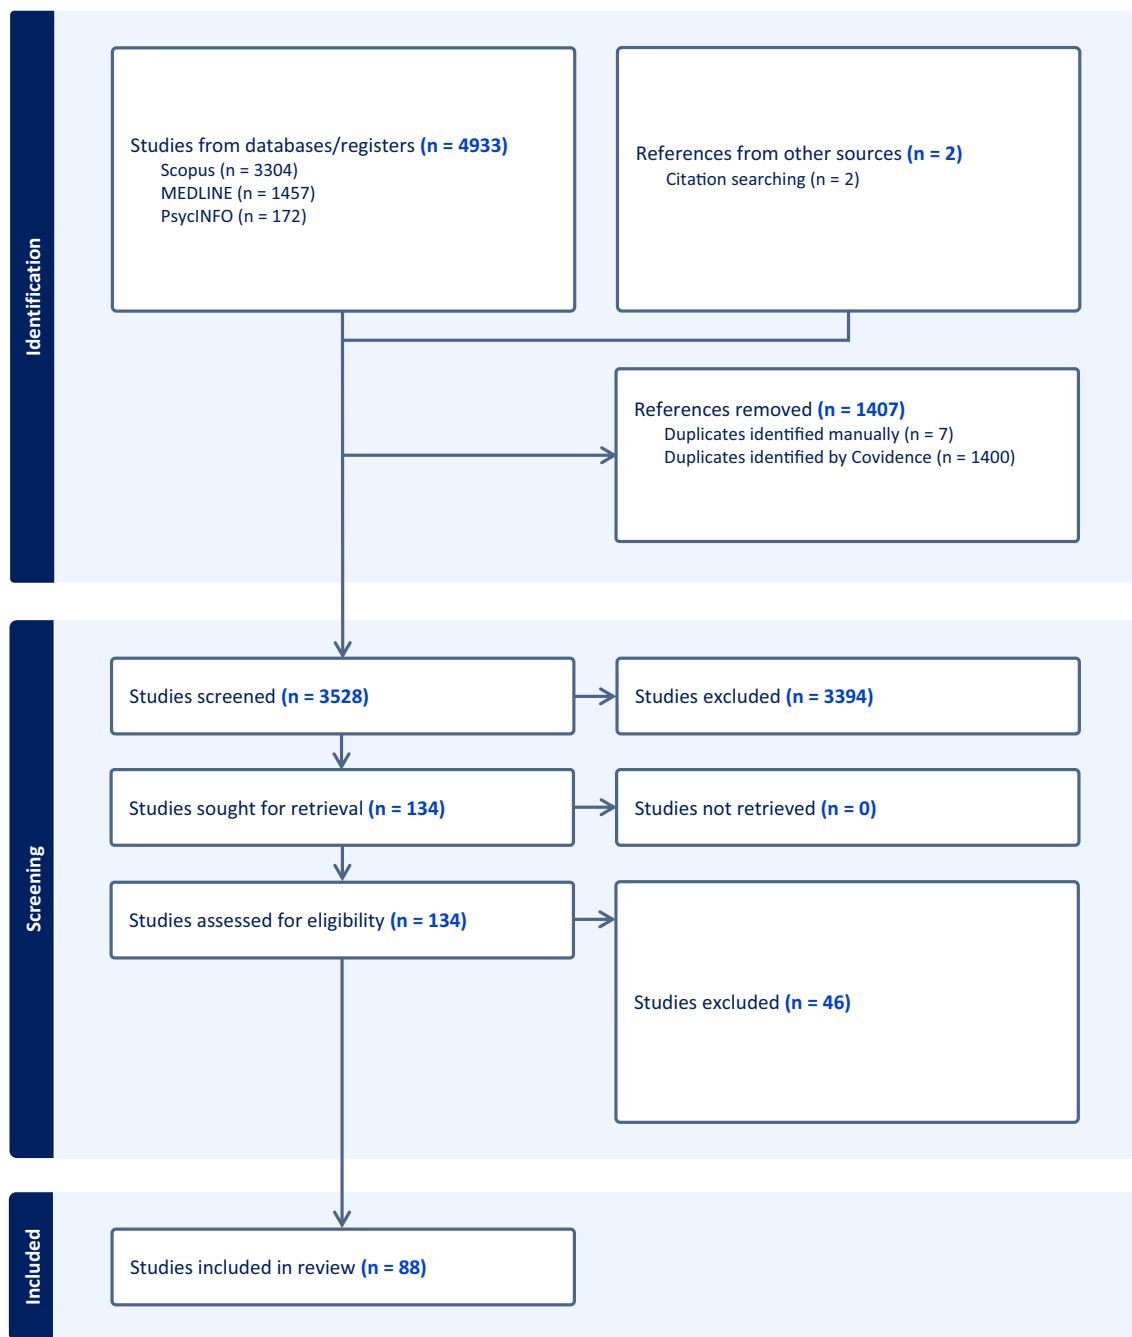 Identification
Studies from databases/registers (n = 4933)
Scopus (n = 3304)
MEDLINE (n = 1457)
PsycINFO (n = 172)
References from other sources (n = 2)
Citation searching (n = 2)
References removed (n = 1407)
Duplicates identified manually (n = 7)
Duplicates identified by Covidence (n = 1400)
Screening
Studies screened (n = 3528)
Studies excluded (n = 3394)
Studies sought for retrieval (n = 134)
Studies not retrieved (n = 0)
Studies assessed for eligibility (n = 134)
Studies excluded (n = 46)
Included
Studies included in review (n = 88)